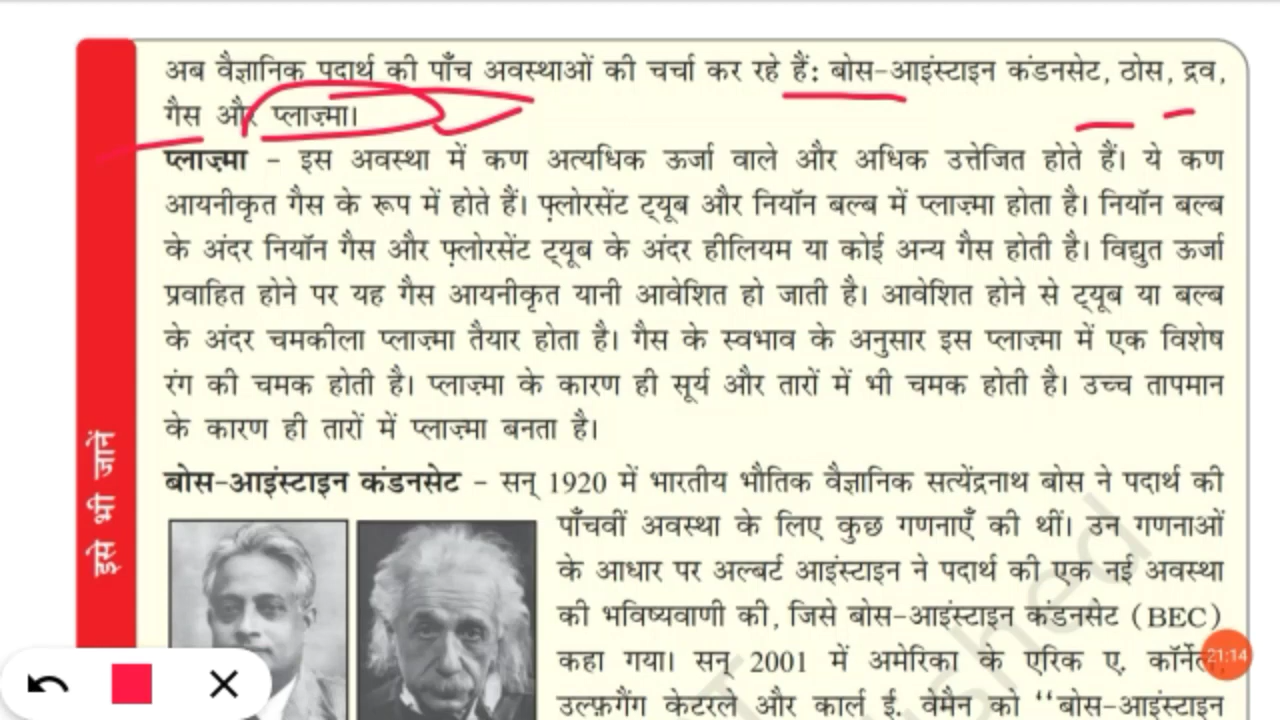 अब वैज्ञानिक पदार्थ की पाँच अवस्थाओं की चर्चा कर रहे हैं: बोस-आइंस्टाइन कंडनसेट, ठोस, द्रव,
गैस और प्लाज़्मा।
प्लाज़्मा - इस अवस्था में कण अत्यधिक ऊर्जा वाले और अधिक उत्तेजित होते हैं। ये कण
आयनीकृत गैस के रूप में होते हैं। फ़्लोरसेंट ट्यूब और नियॉन बल्ब में प्लाज़्मा होता है। नियॉन बल्ब
के अंदर नियॉन गैस और फ़्लोरसेंट ट्यूब के अंदर हीलियम या कोई अन्य गैस होती है। विद्युत ऊर्जा
प्रवाहित होने पर यह गैस आयनीकृत यानी आवेशित हो जाती है। आवेशित होने से ट्यूब या बल्ब
के अंदर चमकीला प्लाज़्मा तैयार होता है। गैस के स्वभाव के अनुसार इस प्लाज़्मा में एक विशेष
रंग की चमक होती है। प्लाज़्मा के कारण ही सूर्य और तारों में भी चमक होती है। उच्च तापमान
के कारण ही तारों में प्लाज़्मा बनता है।
इसे भी जानें
बोस-आइंस्टाइन कंडनसेट - सन् 1920 में भारतीय भौतिक वैज्ञानिक सत्येंद्रनाथ बोस ने पदार्थ की
पाँचवीं अवस्था के लिए कुछ गणनाएँ की थीं। उन गणनाओं
के आधार पर अल्बर्ट आइंस्टाइन ने पदार्थ की एक नई अवस्था
की भविष्यवाणी की, जिसे बोस-आइंस्टाइन कंडनसेट (BEC)
कहा गया। सन् 2001 में अमेरिका के एरिक ए. कॉर्नेल,
उल्फ़गैंग केटरले और कार्ल ई. वेमैन को “बोस-आइंस्टाइन
21:14